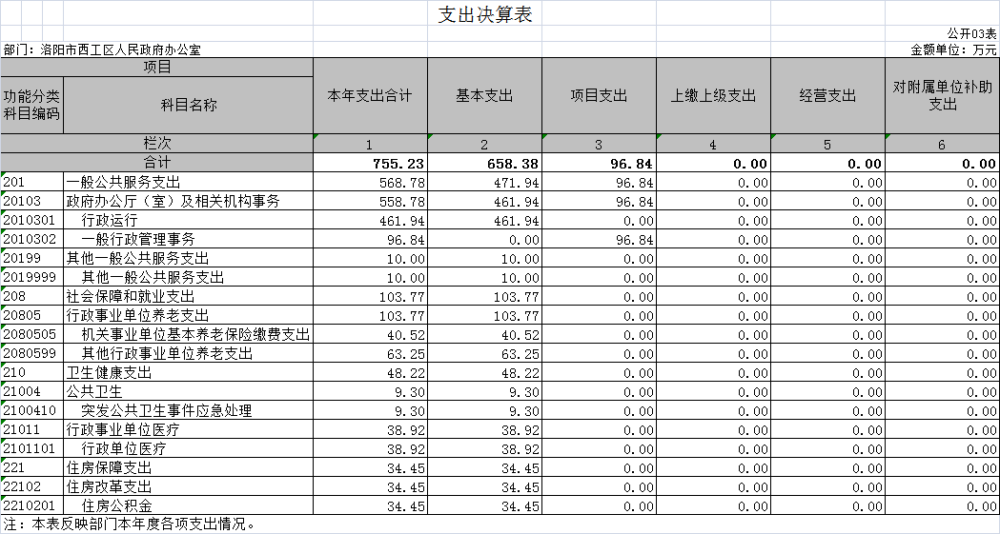 支出决算表
公开03表
部门：洛阳市西工区人民政府办公室 金额单位：万元
项目 本年支出合计 基本支出 项目支出 上缴上级支出 经营支出 对附属单位补助支出
功能分类科目编码 科目名称
栏次 1 2 3 4 5 6
合计 755.23 658.38 96.84 0.00 0.00 0.00
201 一般公共服务支出 568.78 471.94 96.84 0.00 0.00 0.00
20103 政府办公厅（室）及相关机构事务 558.78 461.94 96.84 0.00 0.00 0.00
2010301 行政运行 461.94 461.94 0.00 0.00 0.00 0.00
2010302 一般行政管理事务 96.84 0.00 96.84 0.00 0.00 0.00
20199 其他一般公共服务支出 10.00 10.00 0.00 0.00 0.00 0.00
2019999 其他一般公共服务支出 10.00 10.00 0.00 0.00 0.00 0.00
208 社会保障和就业支出 103.77 103.77 0.00 0.00 0.00 0.00
20805 行政事业单位养老支出 103.77 103.77 0.00 0.00 0.00 0.00
2080505 机关事业单位基本养老保险缴费支出 40.52 40.52 0.00 0.00 0.00 0.00
2080599 其他行政事业单位养老支出 63.25 63.25 0.00 0.00 0.00 0.00
210 卫生健康支出 48.22 48.22 0.00 0.00 0.00 0.00
21004 公共卫生 9.30 9.30 0.00 0.00 0.00 0.00
2100410 突发公共卫生事件应急处理 9.30 9.30 0.00 0.00 0.00 0.00
21011 行政事业单位医疗 38.92 38.92 0.00 0.00 0.00 0.00
2101101 行政单位医疗 38.92 38.92 0.00 0.00 0.00 0.00
221 住房保障支出 34.45 34.45 0.00 0.00 0.00 0.00
22102 住房改革支出 34.45 34.45 0.00 0.00 0.00 0.00
2210201 住房公积金 34.45 34.45 0.00 0.00 0.00 0.00
注：本表反映部门本年度各项支出情况。